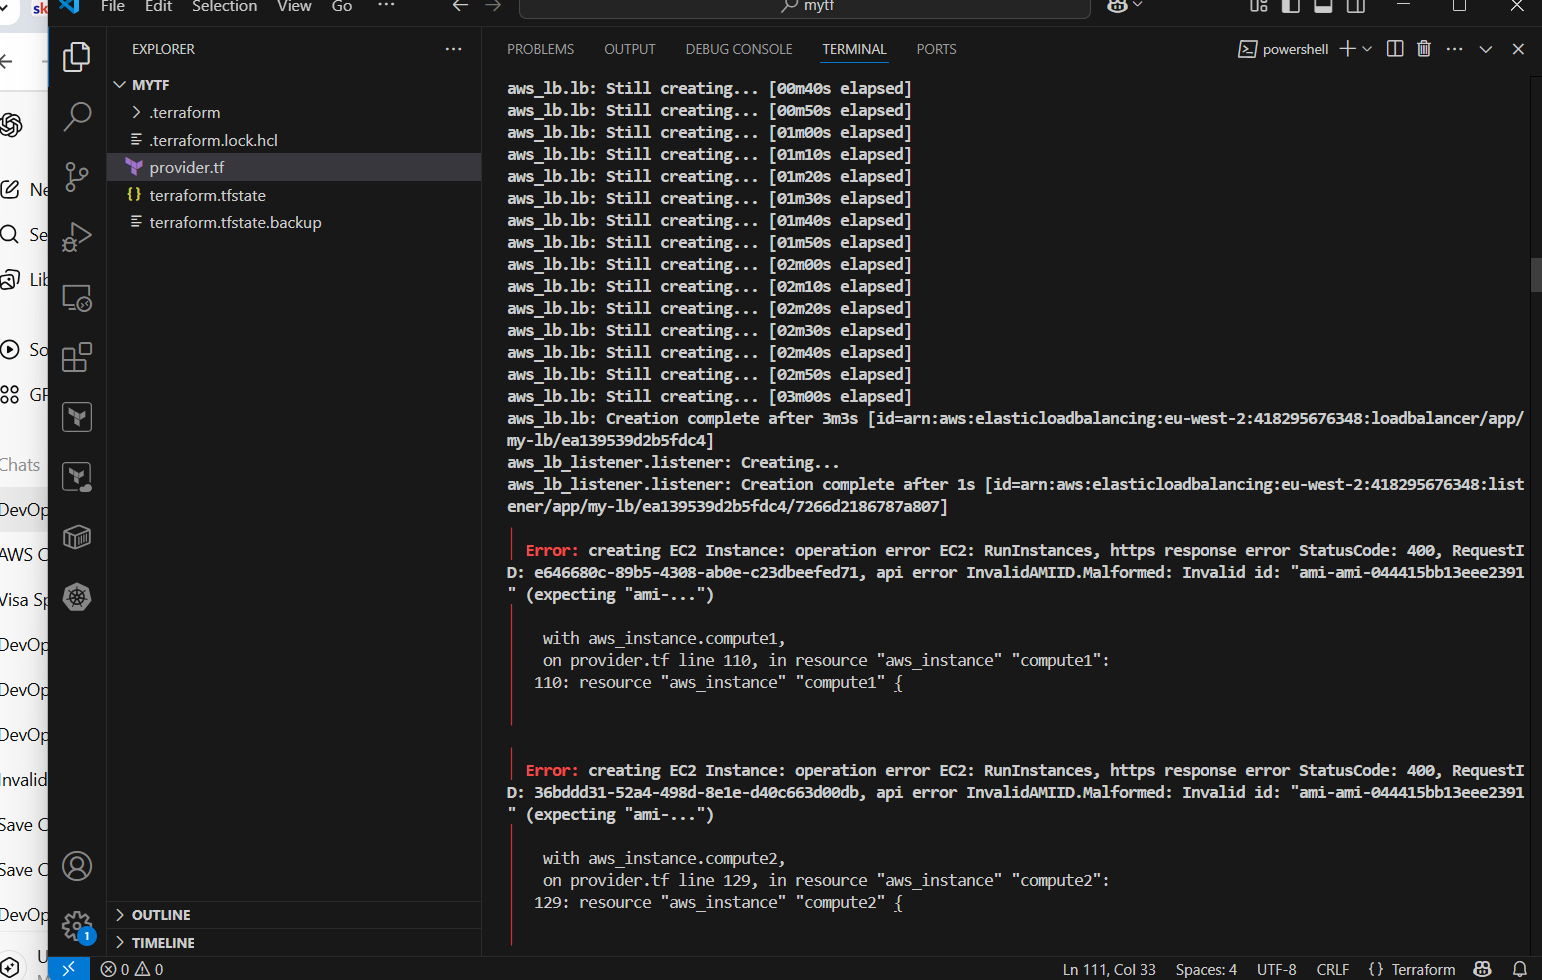 sk
File Edit Selection View Go ... mytf
EXPLORER
MYTF
.terraform
.terraform.lock.hcl
provider.tf
terraform.tfstate
terraform.tfstate.backup
OUTLINE
TIMELINE
Ne
Se
Lib
So
GP
Chats
DevOp
AWS C
Visa Sp
DevOp
DevOp
DevOp
Invalid
Save C
Save C
DevOp
U
1
PROBLEMS OUTPUT DEBUG CONSOLE TERMINAL PORTS powershell
aws_lb.lb: Still creating... [00m40s elapsed]
aws_lb.lb: Still creating... [00m50s elapsed]
aws_lb.lb: Still creating... [01m00s elapsed]
aws_lb.lb: Still creating... [01m10s elapsed]
aws_lb.lb: Still creating... [01m20s elapsed]
aws_lb.lb: Still creating... [01m30s elapsed]
aws_lb.lb: Still creating... [01m40s elapsed]
aws_lb.lb: Still creating... [01m50s elapsed]
aws_lb.lb: Still creating... [02m00s elapsed]
aws_lb.lb: Still creating... [02m10s elapsed]
aws_lb.lb: Still creating... [02m20s elapsed]
aws_lb.lb: Still creating... [02m30s elapsed]
aws_lb.lb: Still creating... [02m40s elapsed]
aws_lb.lb: Still creating... [02m50s elapsed]
aws_lb.lb: Still creating... [03m00s elapsed]
aws_lb.lb: Creation complete after 3m3s [id=arn:aws:elasticloadbalancing:eu-west-2:418295676348:loadbalancer/app/
my-lb/ea139539d2b5fdc4]
aws_lb_listener.listener: Creating...
aws_lb_listener.listener: Creation complete after 1s [id=arn:aws:elasticloadbalancing:eu-west-2:418295676348:list
ener/app/my-lb/ea139539d2b5fdc4/7266d2186787a807]
Error: creating EC2 Instance: operation error EC2: RunInstances, https response error StatusCode: 400, RequestI
D: e646680c-89b5-4308-ab0e-c23dbeefed71, api error InvalidAMIID.Malformed: Invalid id: "ami-ami-044415bb13eee2391
" (expecting "ami-...")
with aws_instance.compute1,
on provider.tf line 110, in resource "aws_instance" "compute1":
110: resource "aws_instance" "compute1" {
Error: creating EC2 Instance: operation error EC2: RunInstances, https response error StatusCode: 400, RequestI
D: 36bddd31-52a4-498d-8e1e-d40c663d00db, api error InvalidAMIID.Malformed: Invalid id: "ami-ami-044415bb13eee2391
" (expecting "ami-...")
with aws_instance.compute2,
on provider.tf line 129, in resource "aws_instance" "compute2":
129: resource "aws_instance" "compute2" {
0 0 Ln 111, Col 33 Spaces: 4 UTF-8 CRLF {} Terraform